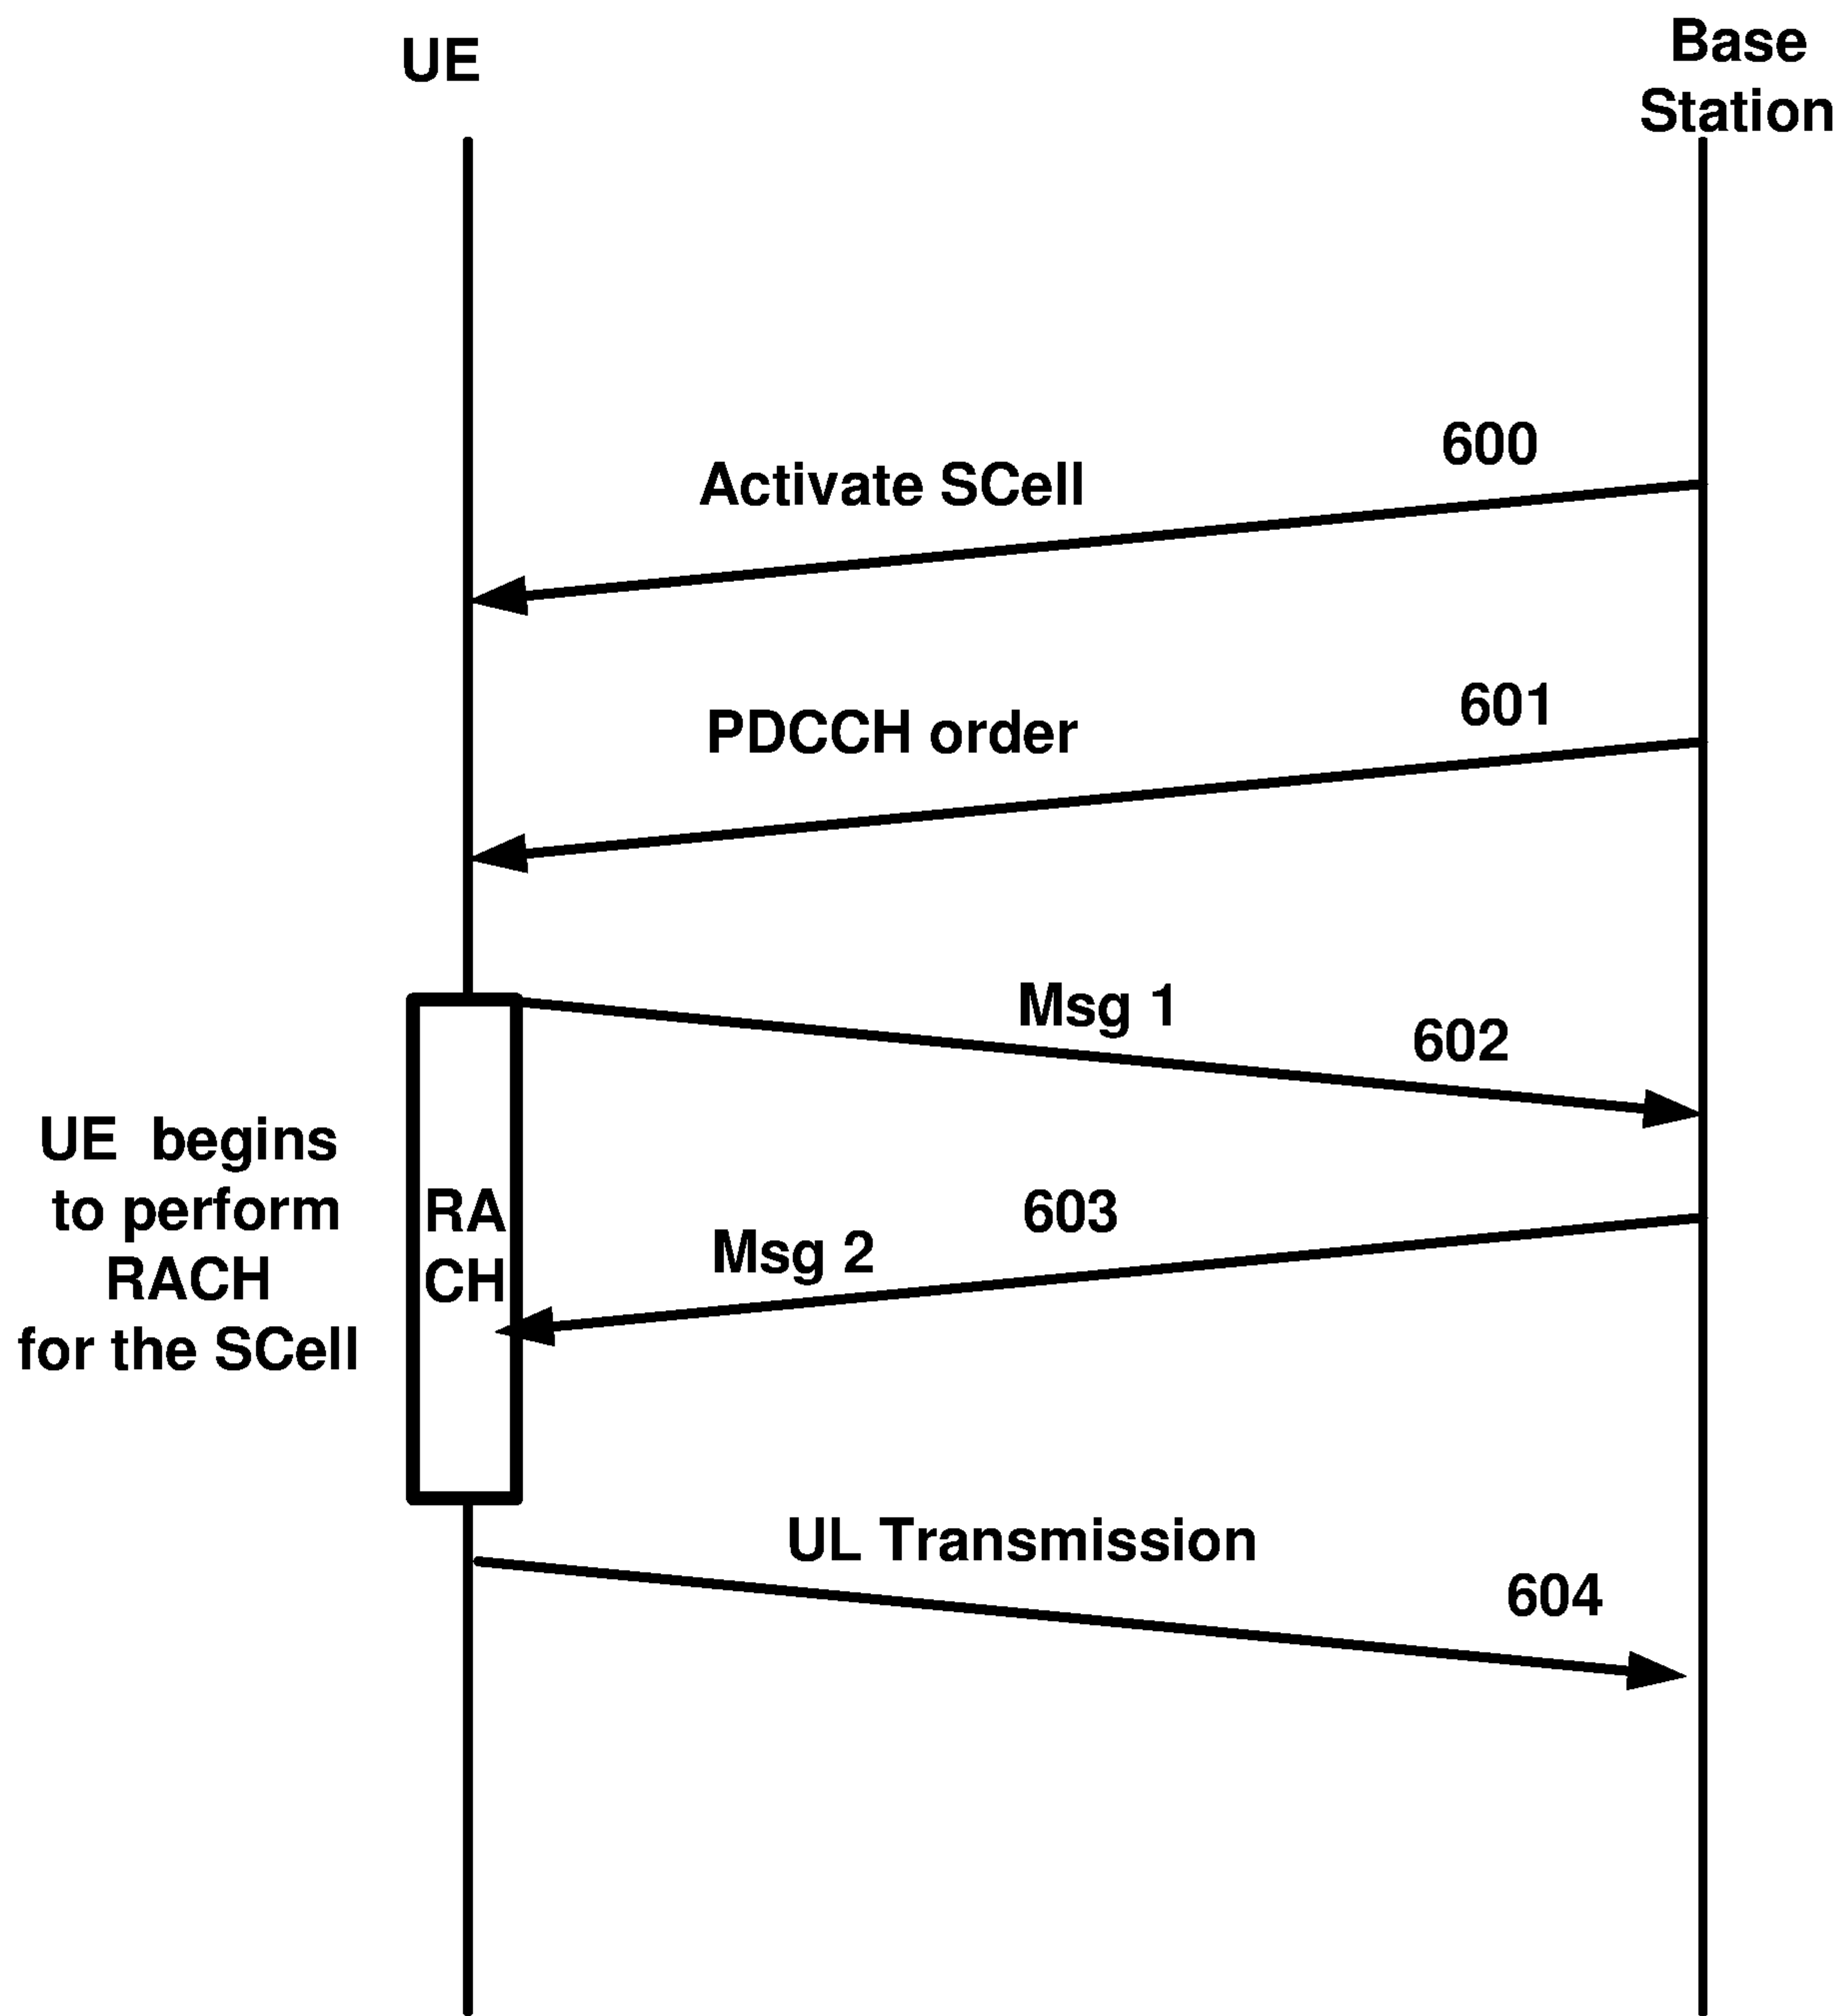 UE
Base
Station
600
Activate SCell
601
PDCCH order
Msg 1
602
UE begins
to perform
RACH
for the SCell
RA
CH
603
Msg 2
UL Transmission
604